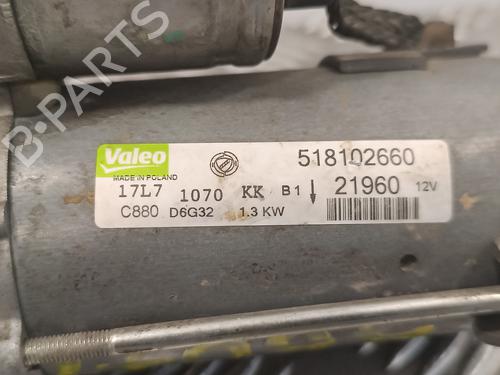 B-PARTS
Valeo
MADE IN POLAND
518102660
17L7 1070 KK B1 21960 12V
C880 D6G32 1.3 KW